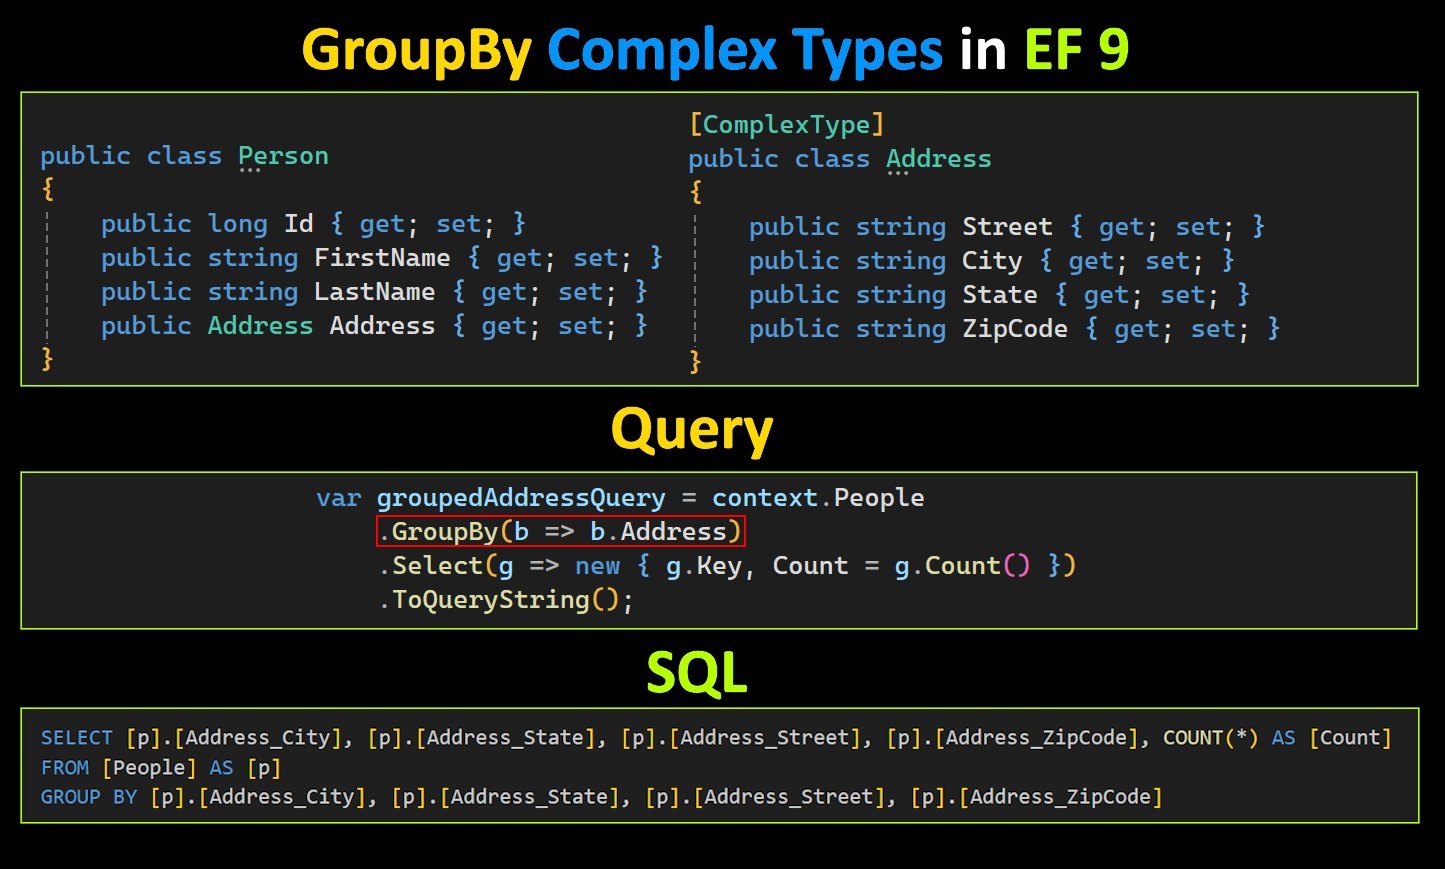 GroupBy Complex Types in EF 9
public class Person
{
public long Id { get; set; }
public string FirstName { get; set; }
public string LastName { get; set; }
public Address Address { get; set; }
}
[ComplexType]
public class Address
{
public string Street { get; set; }
public string City { get; set; }
public string State { get; set; }
public string ZipCode { get; set; }
}
Query
var groupedAddressQuery = context.People
.GroupBy(b => b.Address)
.Select(g => new { g.Key, Count = g.Count() })
.ToQueryString();
SQL
SELECT [p].[Address_City], [p].[Address_State], [p].[Address_Street], [p].[Address_ZipCode], COUNT(*) AS [Count]
FROM [People] AS [p]
GROUP BY [p].[Address_City], [p].[Address_State], [p].[Address_Street], [p].[Address_ZipCode]